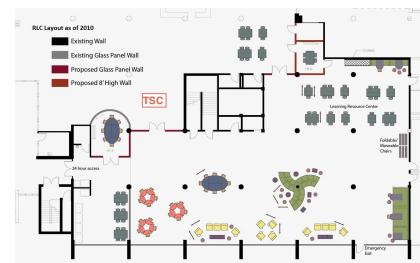 RLC Layout as of 2010
Existing Wall
Existing Glass Panel Wall
Proposed Glass Panel Wall
Proposed 8' High Wall
TSC
Learning Resource Center
Foldable/
Moveable
Chairs
24 hour access
Emergency
Exit